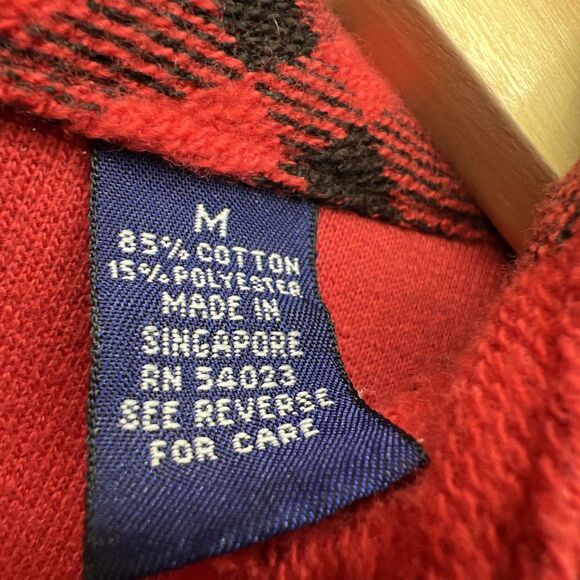 M
85% COTTON
15% POLYESTER
MADE IN
SINGAPORE
RN 54023
SEE REVERSE
FOR CARE